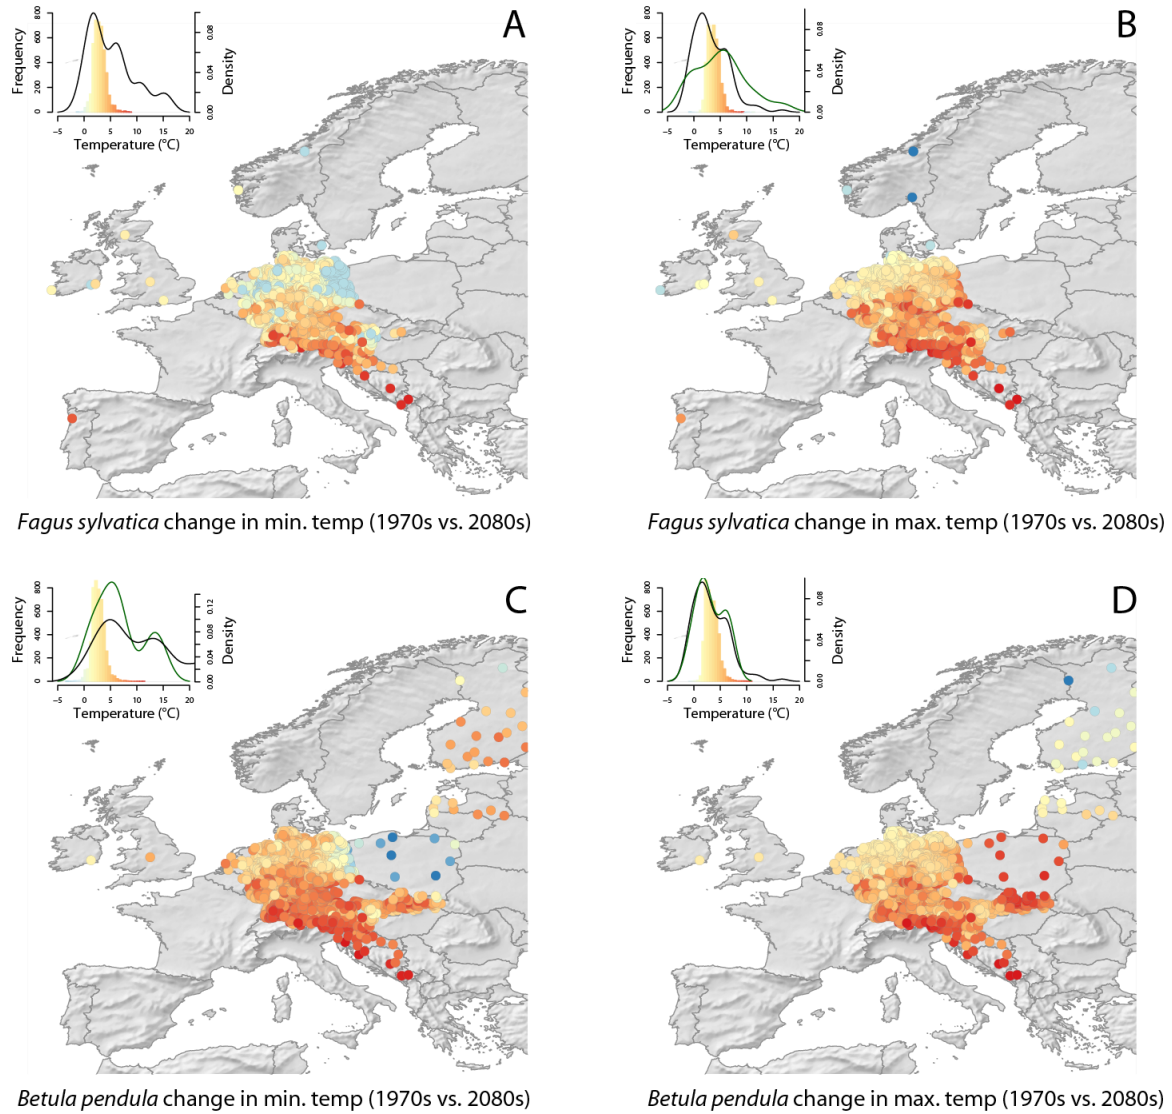 A
Frequency
800
600
400
200
0
0.08
0.04
0.00
Density
−5 0 5 10 15 20
Temperature (°C)
Fagus sylvatica change in min. temp (1970s vs. 2080s)
B
Frequency
800
600
400
200
0
0.08
0.04
0.00
Density
−5 0 5 10 15 20
Temperature (°C)
Fagus sylvatica change in max. temp (1970s vs. 2080s)
C
Frequency
800
600
400
200
0
0.12
0.08
0.04
0.00
Density
−5 0 5 10 15 20
Temperature (°C)
Betula pendula change in min. temp (1970s vs. 2080s)
D
Frequency
800
600
400
200
0
0.08
0.04
0.00
Density
−5 0 5 10 15 20
Temperature (°C)
Betula pendula change in max. temp (1970s vs. 2080s)